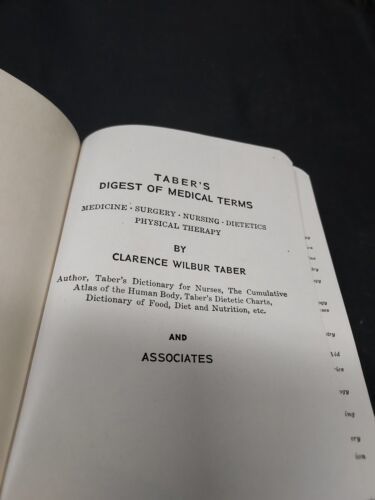 TABER'S
DIGEST OF MEDICAL TERMS
MEDICINE · SURGERY · NURSING · DIETETICS
PHYSICAL THERAPY
BY
CLARENCE WILBUR TABER
Author, Taber's Dictionary for Nurses, The Cumulative
Atlas of the Human Body, Taber's Dietetic Charts,
Dictionary of Food, Diet and Nutrition, etc.
AND
ASSOCIATES